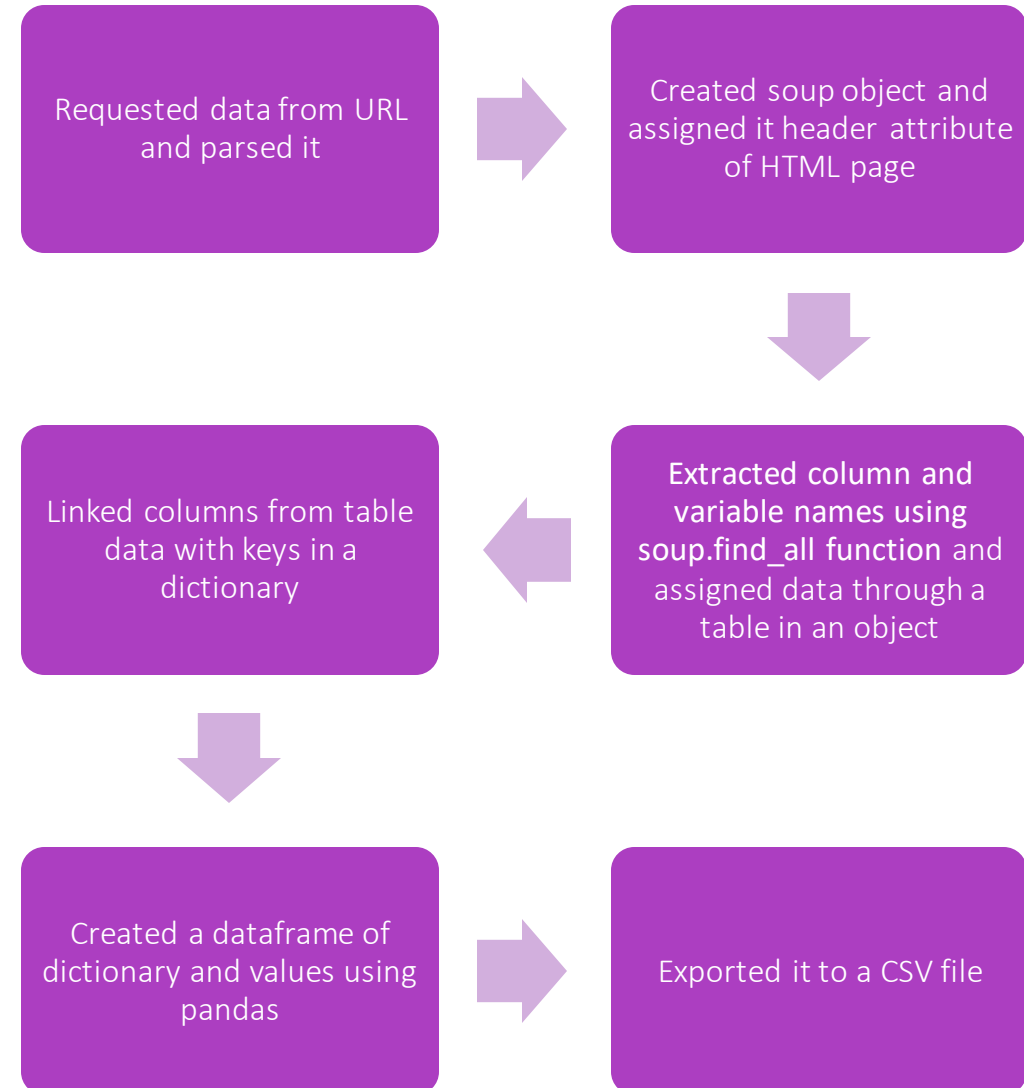 Requested data from URL
and parsed it
Created soup object and
assigned it header attribute
of HTML page
Extracted column and
variable names using
soup.find_all function and
assigned data through a
table in an object
Linked columns from table
data with keys in a
dictionary
Created a dataframe of
dictionary and values using
pandas
Exported it to a CSV file